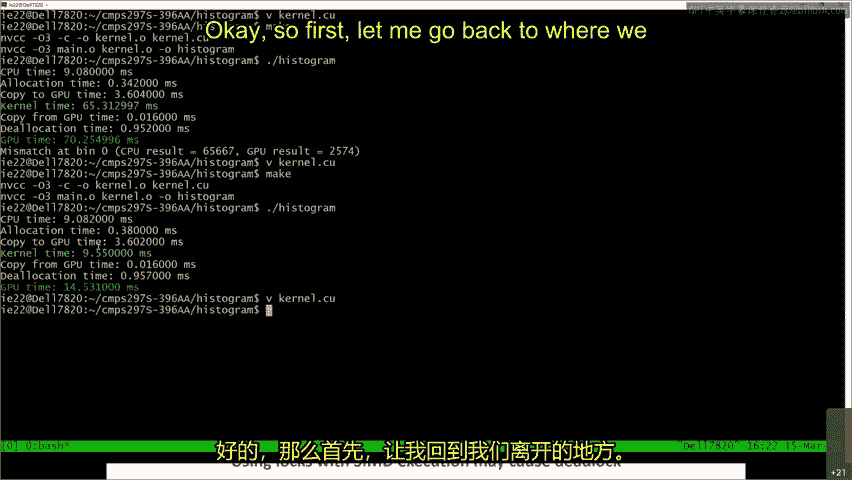 v kernel.cu
Okay, so first, let me go back to where we
nvcc -O3 -c -o kernel.o kernel.cu
nvcc -O3 main.o kernel.o -o histogram
ie22@Dell7820:~/cmps297S-396AA/histogram$ ./histogram
CPU time: 9.080000 ms
Allocation time: 0.342000 ms
Copy to GPU time: 3.604000 ms
Kernel time: 65.312997 ms
Copy from GPU time: 0.016000 ms
Deallocation time: 0.952000 ms
GPU time: 70.254996 ms
Mismatch at bin 0 (CPU result = 65667, GPU result = 2574)
ie22@Dell7820:~/cmps297S-396AA/histogram$ v kernel.cu
ie22@Dell7820:~/cmps297S-396AA/histogram$ make
nvcc -O3 -c -o kernel.o kernel.cu
nvcc -O3 main.o kernel.o -o histogram
ie22@Dell7820:~/cmps297S-396AA/histogram$ ./histogram
CPU time: 9.082000 ms
Allocation time: 0.380000 ms
Copy to GPU time: 3.602000 ms
Kernel time: 9.550000 ms
Copy from GPU time: 0.016000 ms
Deallocation time: 0.957000 ms
GPU time: 14.531000 ms
ie22@Dell7820:~/cmps297S-396AA/histogram$ v kernel.cu
ie22@Dell7820:~/cmps297S-396AA/histogram$
[0] 0:bash* "Dell7820" 16:22 15-Mar-
好的，那么首先，让我回到我们离开的地方。
Using locks with SIMD execution may cause deadlock
+21